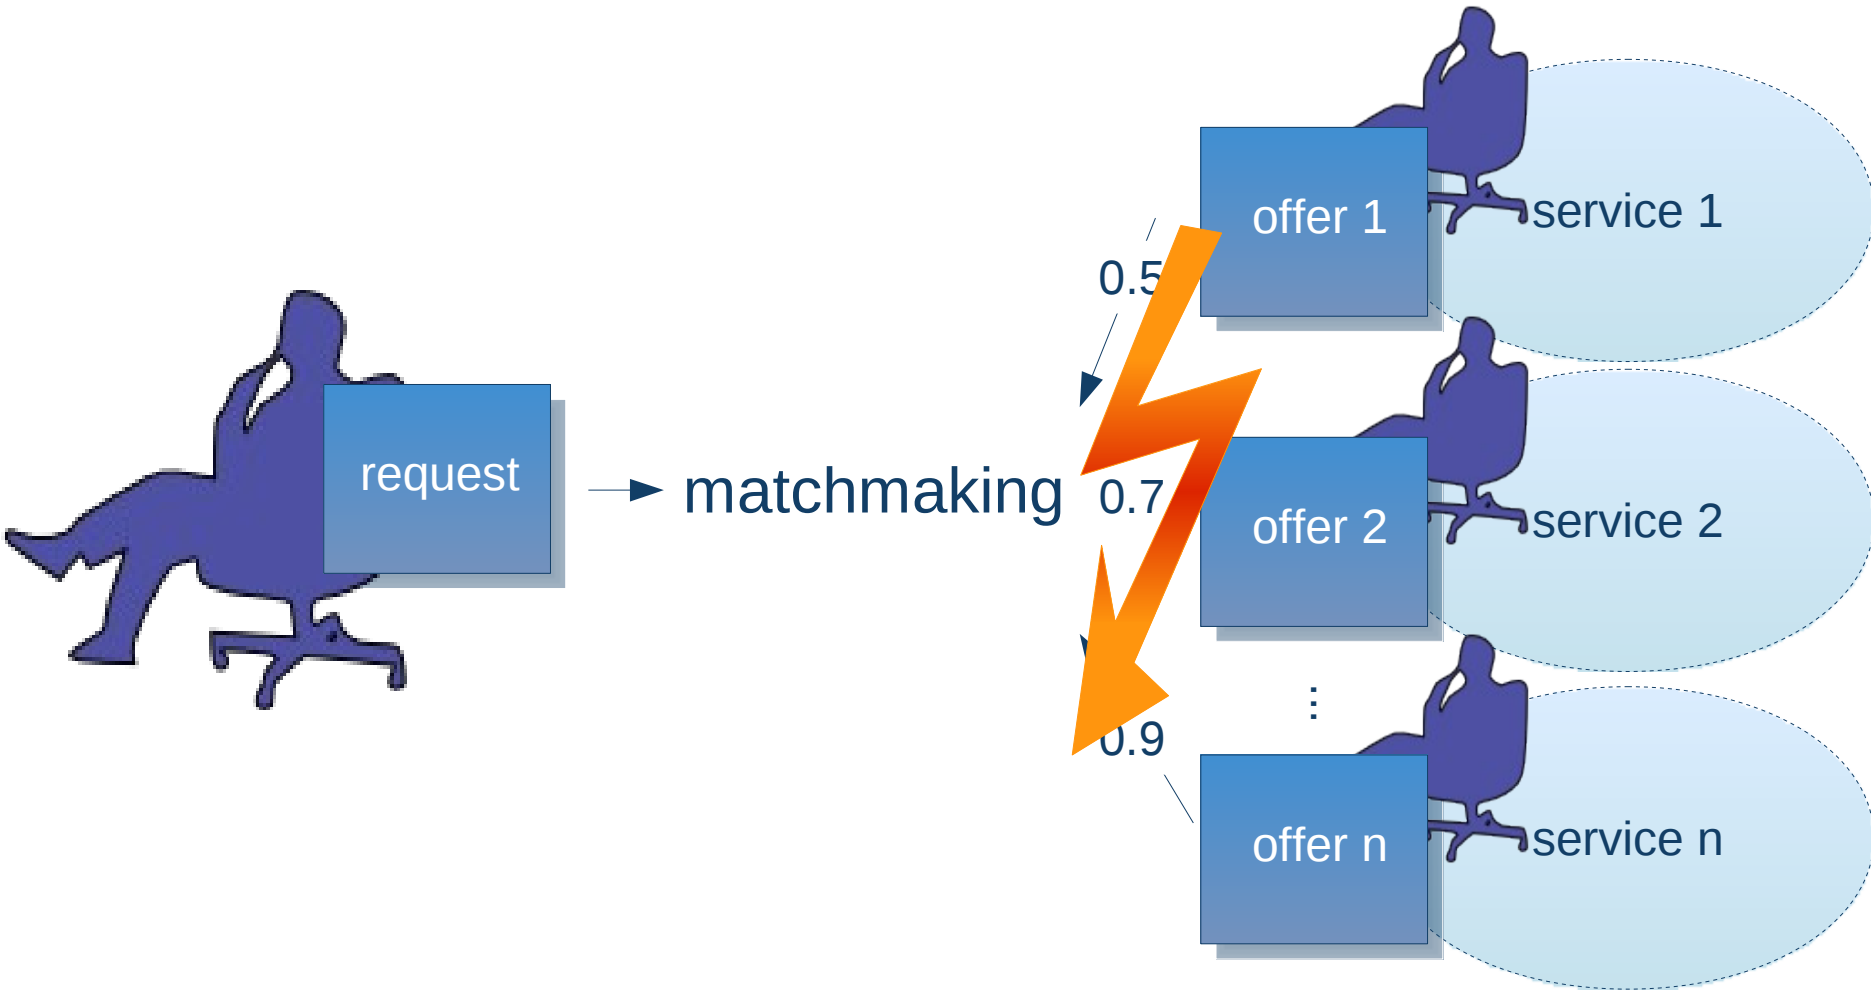 request
matchmaking
0.5
0.7
0.9
offer 1
service 1
offer 2
service 2
...
offer n
service n